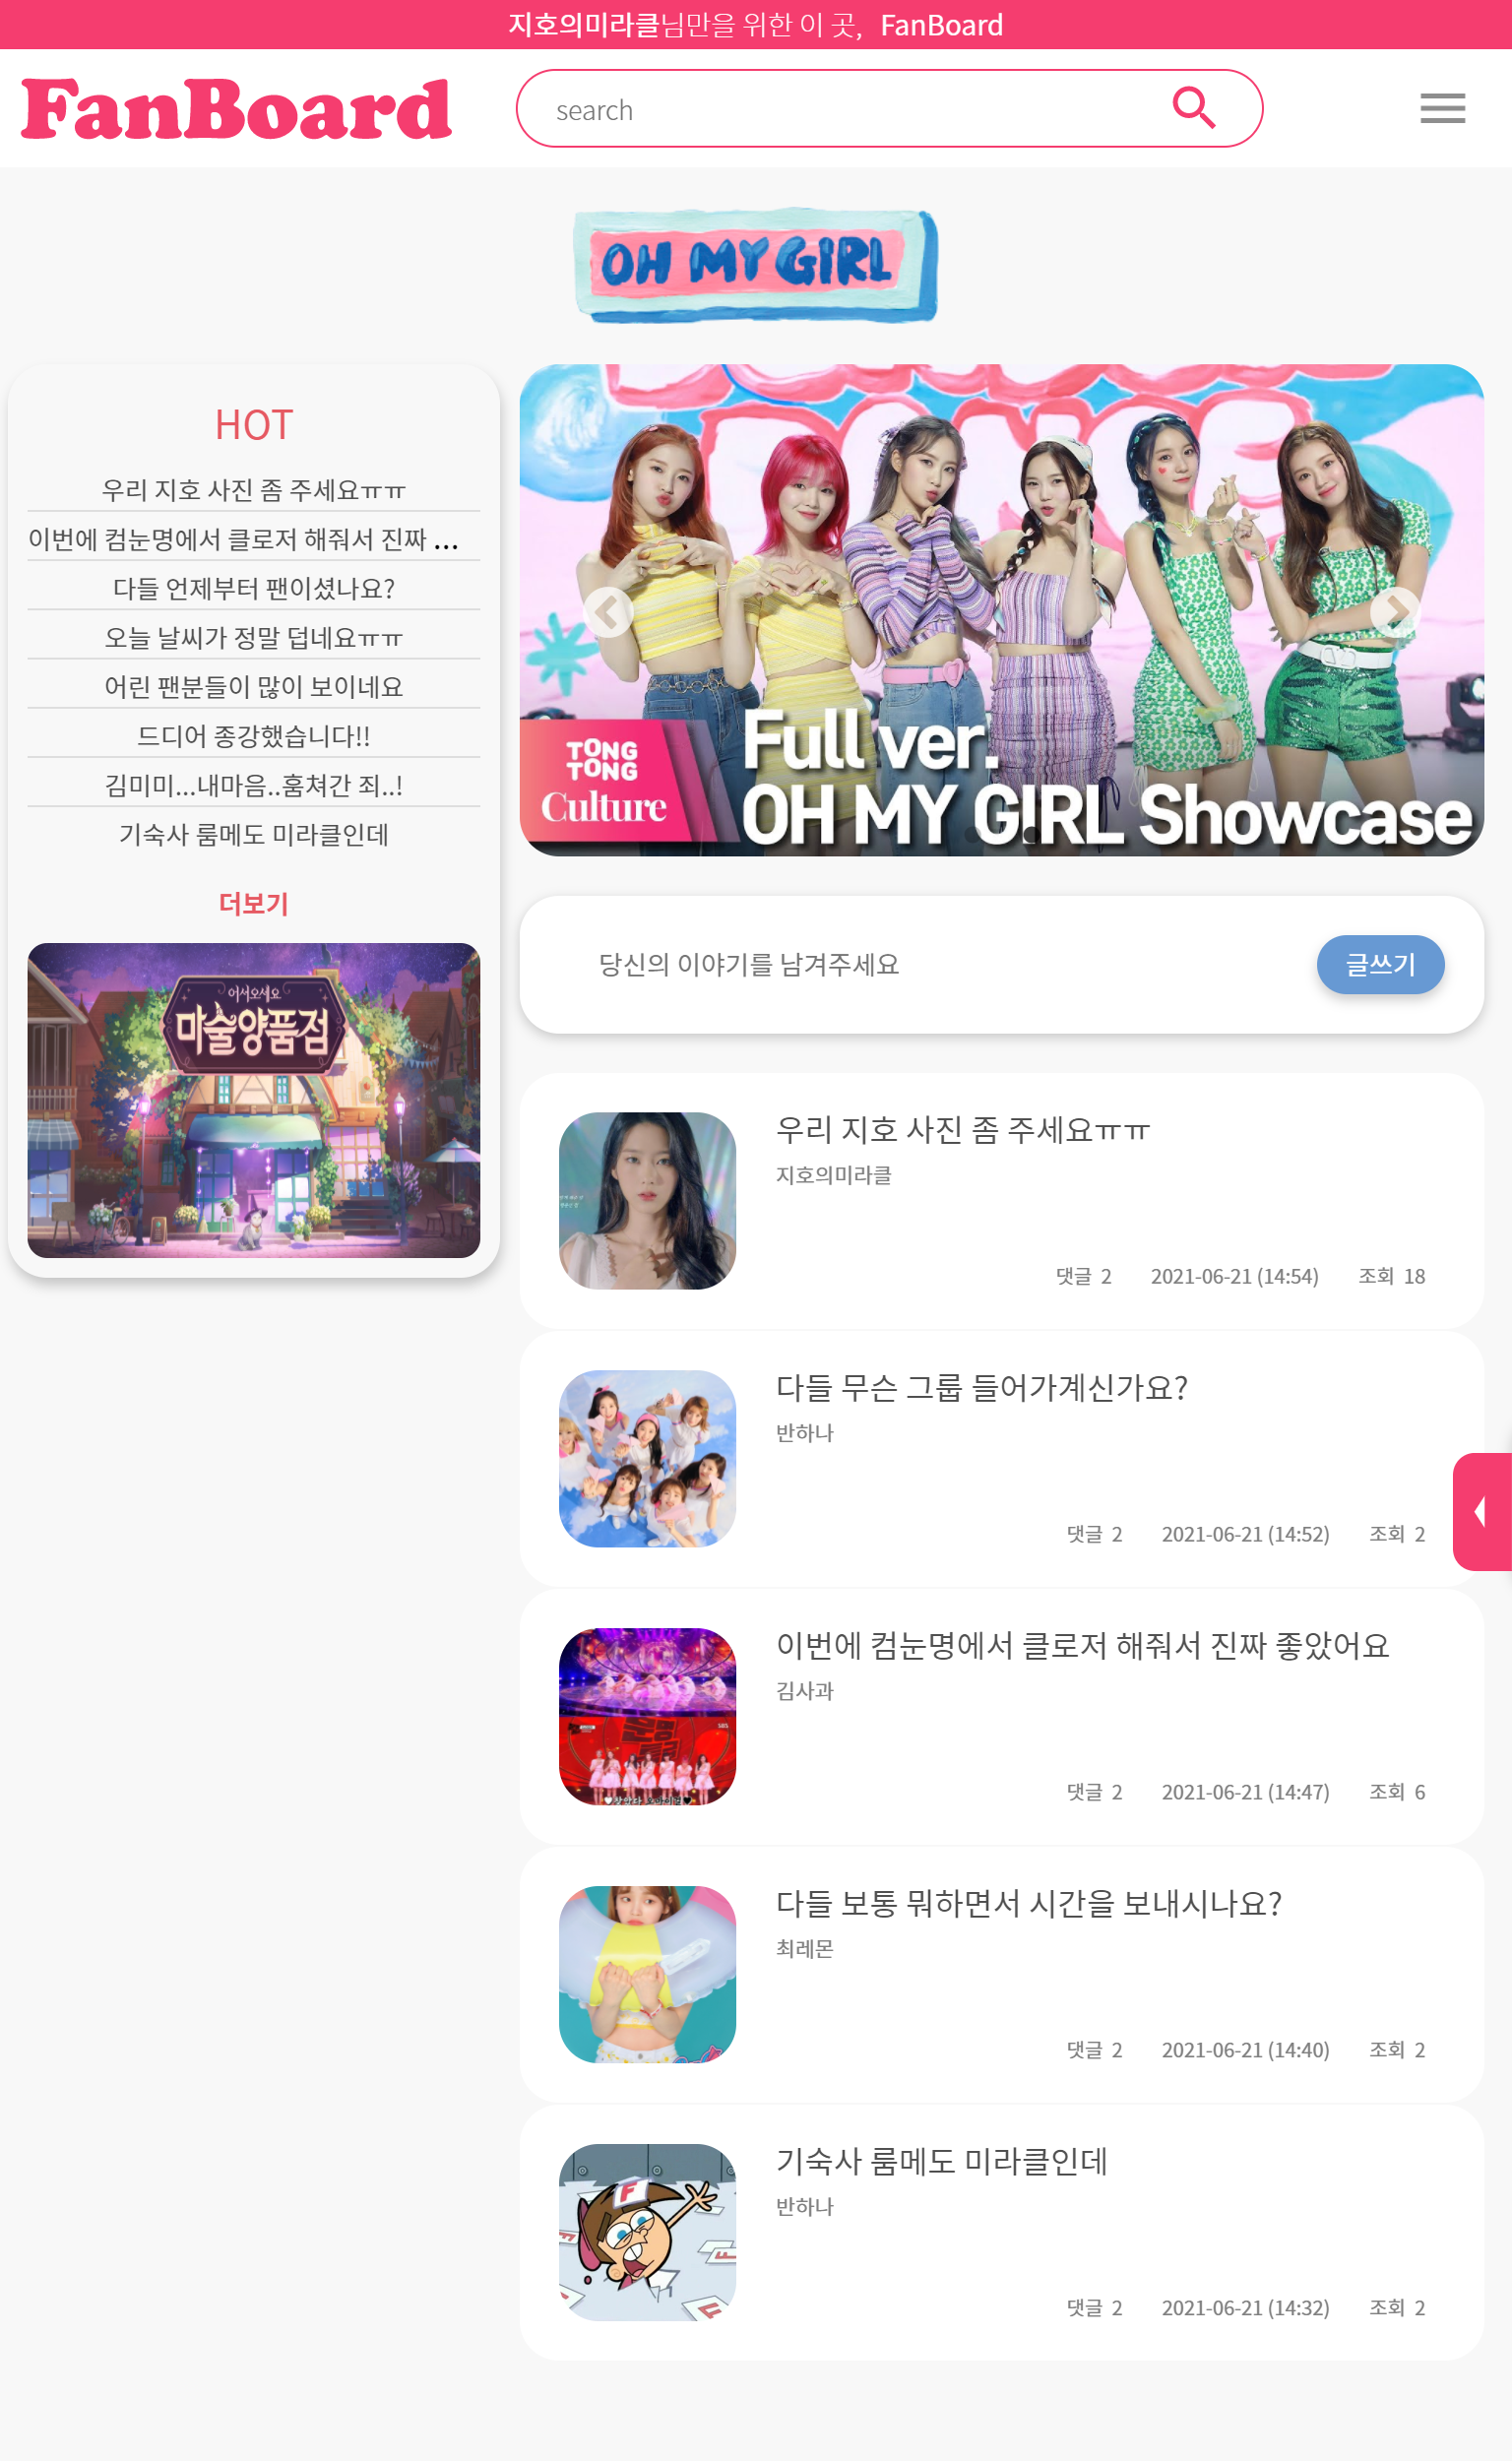 지호의미라클님만을 위한 이 곳, FanBoard
FanBoard
search
OH MY GIRL
HOT
우리 지호 사진 좀 주세요ㅠㅠ
이번에 컴눈명에서 클로저 해줘서 진짜 ...
다들 언제부터 팬이셨나요?
오늘 날씨가 정말 덥네요ㅠㅠ
어린 팬분들이 많이 보이네요
드디어 종강했습니다!!
김미미...내마음..훔쳐간 죄..!
기숙사 룸메도 미라클인데
더보기
어서오세요
마술양품점
TONG
TONG
Culture
Full ver.
OH MY GIRL Showcase
당신의 이야기를 남겨주세요
글쓰기
우리 지호 사진 좀 주세요ㅠㅠ
지호의미라클
댓글 2 2021-06-21 (14:54) 조회 18
다들 무슨 그룹 들어가계신가요?
반하나
댓글 2 2021-06-21 (14:52) 조회 2
이번에 컴눈명에서 클로저 해줘서 진짜 좋았어요
김사과
SBS
댓글 2 2021-06-21 (14:47) 조회 6
다들 보통 뭐하면서 시간을 보내시나요?
최레몬
댓글 2 2021-06-21 (14:40) 조회 2
기숙사 룸메도 미라클인데
반하나
F
댓글 2 2021-06-21 (14:32) 조회 2